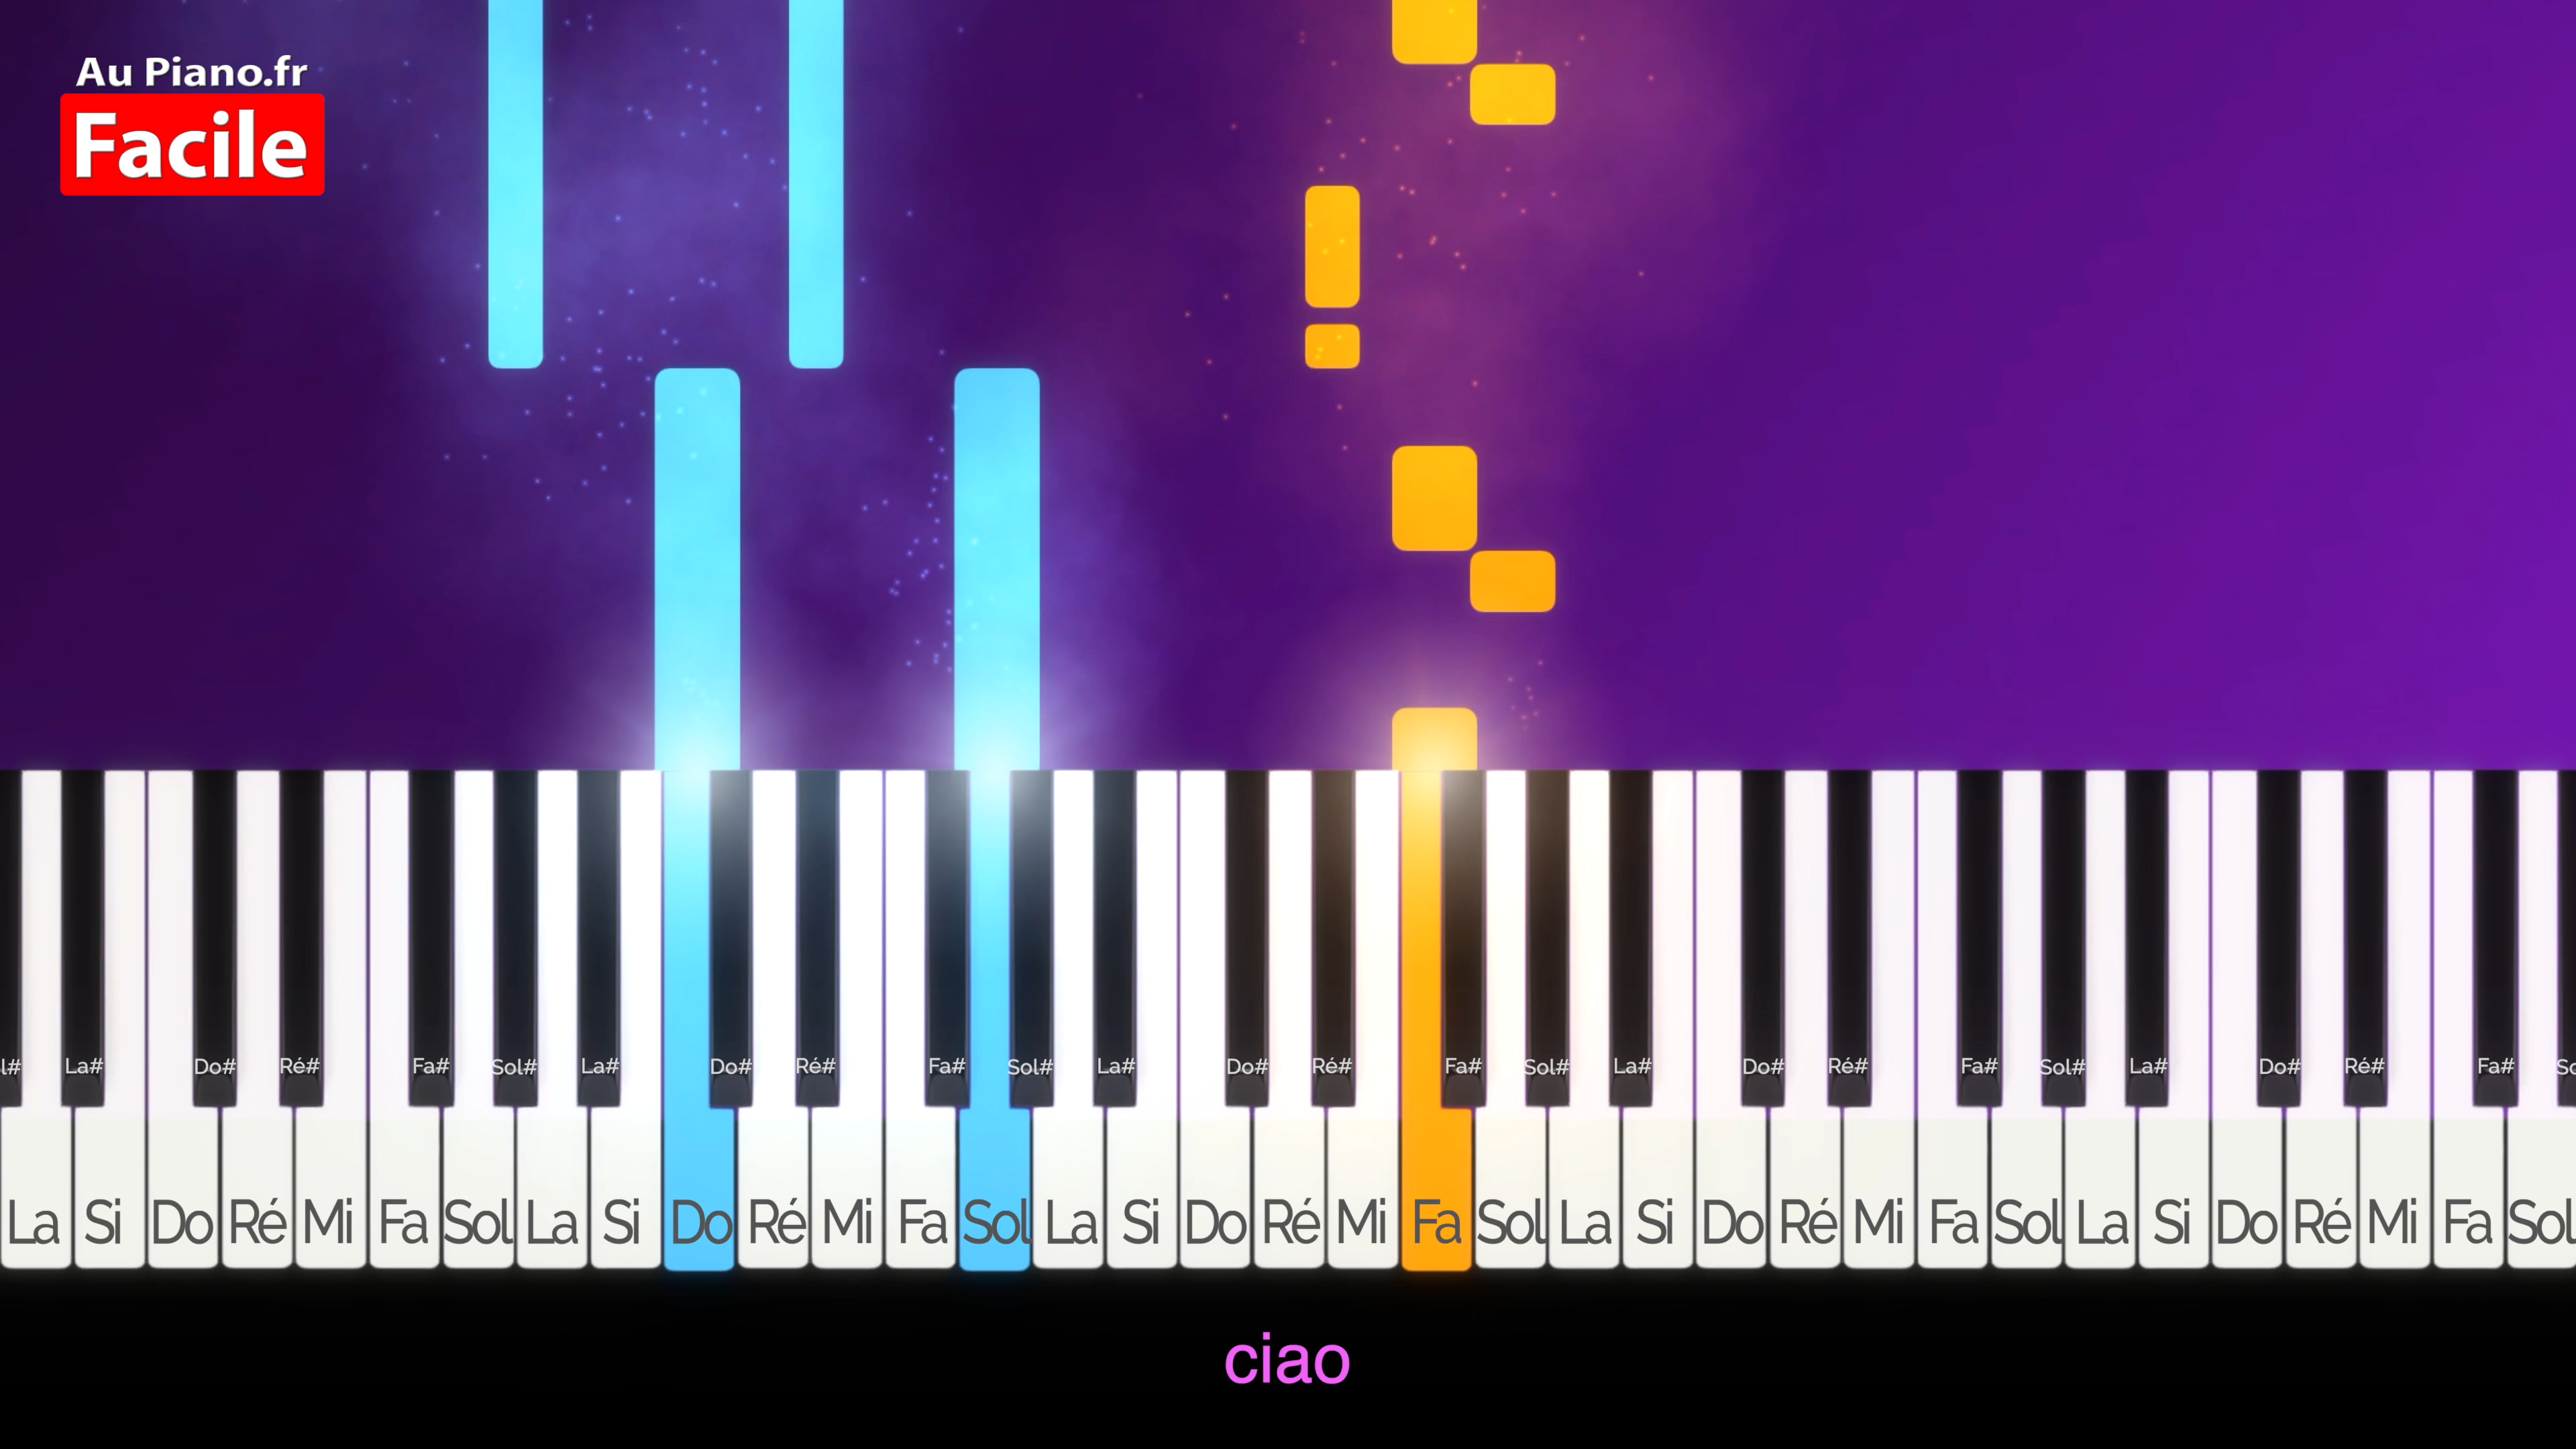 Au Piano.fr
Facile
l# La# Do# Ré# Fa# Sol# La# Do# Ré# Fa# Sol# La# Do# Ré# Fa# Sol# La# Do# Ré# Fa# Sol# La# Do# Ré# Fa# So
La Si Do Ré Mi Fa Sol La Si Do Ré Mi Fa Sol La Si Do Ré Mi Fa Sol La Si Do Ré Mi Fa Sol La Si Do Ré Mi Fa Sol
ciao